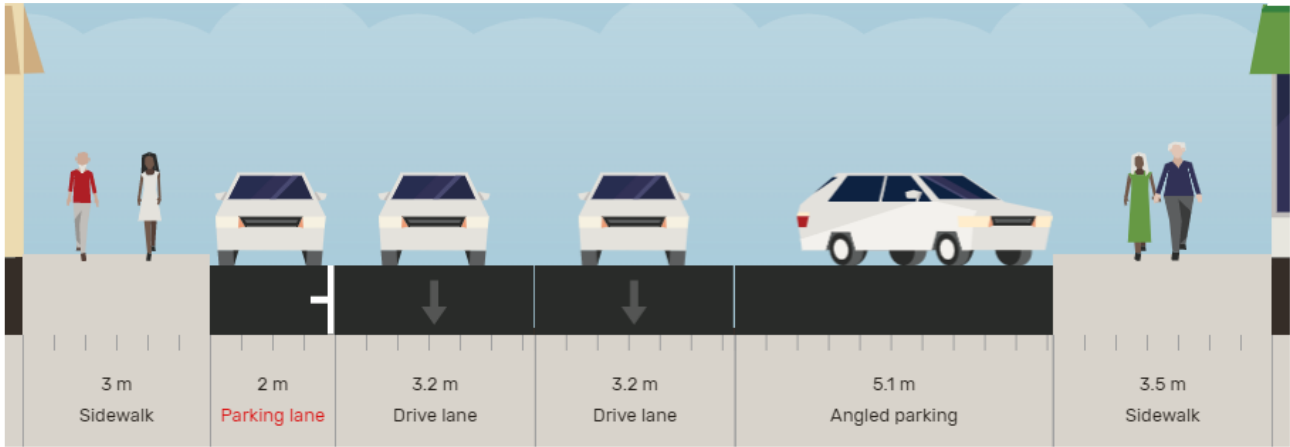 3 m
Sidewalk
2 m
Parking lane
3.2 m
Drive lane
3.2 m
Drive lane
5.1 m
Angled parking
3.5 m
Sidewalk